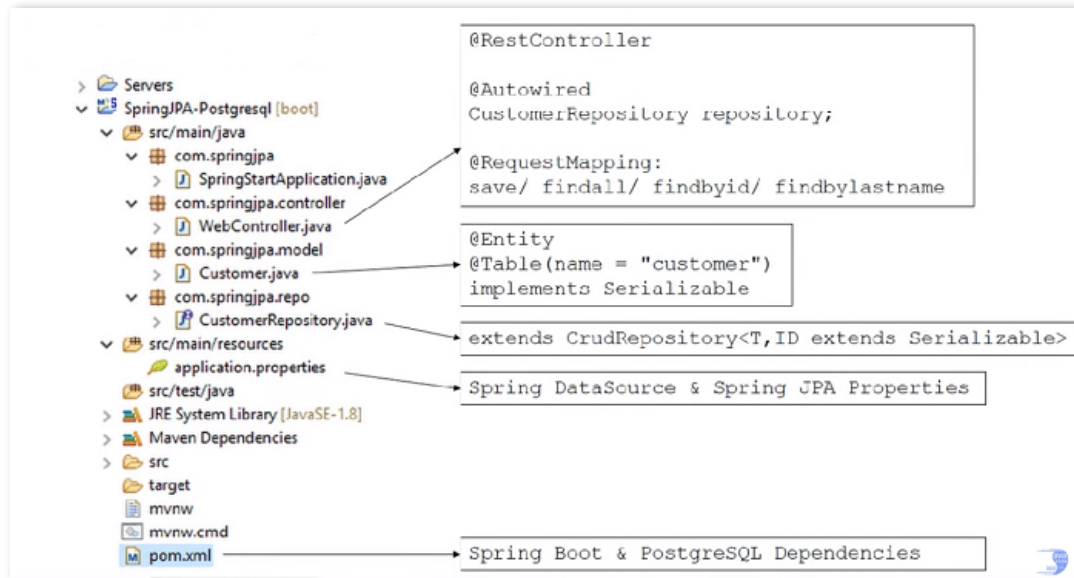 Servers
SpringJPA-Postgresql [boot]
src/main/java
com.springjpa
SpringStartApplication.java
com.springjpa.controller
WebController.java
com.springjpa.model
Customer.java
com.springjpa.repo
CustomerRepository.java
src/main/resources
application.properties
src/test/java
JRE System Library [JavaSE-1.8]
Maven Dependencies
src
target
mvnw
mvnw.cmd
pom.xml
@RestController
@Autowired
CustomerRepository repository;
@RequestMapping:
save/ findall/ findbyid/ findbylastname
@Entity
@Table(name = "customer")
implements Serializable
extends CrudRepository<T,ID extends Serializable>
Spring DataSource & Spring JPA Properties
Spring Boot & PostgreSQL Dependencies